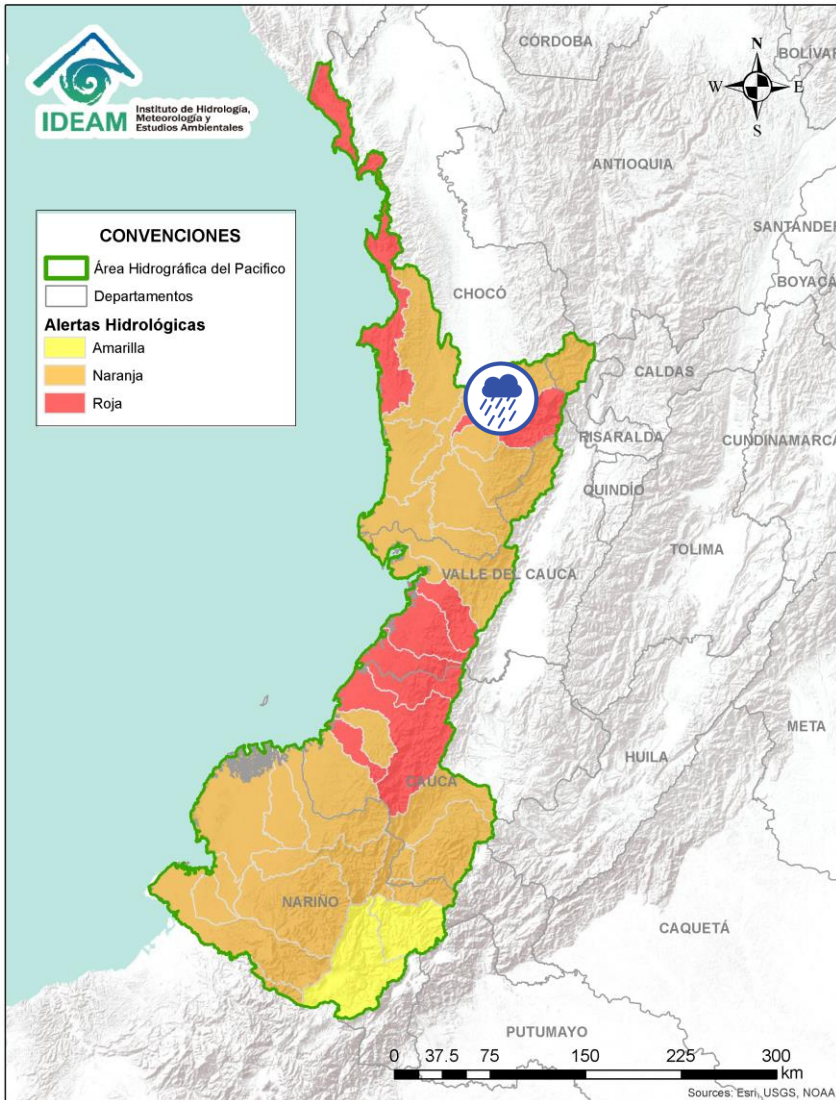 CÓRDOBA
BOLÍVAR
N
W E
S
IDEAM
Instituto de Hidrología,
Meteorología y
Estudios Ambientales
ANTIOQUIA
SANTANDER
CONVENCIONES
Área Hidrográfica del Pacifico
Departamentos
Alertas Hidrológicas
Amarilla
Naranja
Roja
BOYACÁ
CHOCÓ
CALDAS
RISARALDA
CUNDINAMARCA
QUINDÍO
TOLIMA
VALLE DEL CAUCA
META
HUILA
CAUCA
NARIÑO
CAQUETÁ
PUTUMAYO
0 37.5 75 150 225 300
km
Sources: Esri, USGS, NOAA